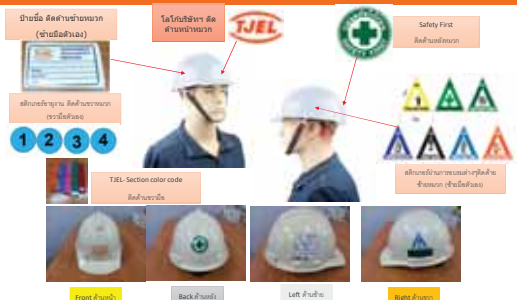 ป้ายชื่อ ติดด้านซ้ายหมวก
(ซ้ายมือตัวเอง)
โลโก้บริษัทฯ ติด
ด้านหน้าหมวก
TJEL
Safety First
ติดด้านหลังหมวก
สติกเกอร์อายุงาน ติดด้านขวาหมวก
(ขวามือตัวเอง)
1 2 3 4
TJEL-Section color code
ติดด้านขวามือ
สติกเกอร์ผ่านการอบรมต่างๆติดด้าย
ซ้ายหมวก (ซ้ายมือตัวเอง)
Front ด้านหน้า
Back ด้านหลัง
Left ด้านซ้าย
Right ด้านขวา